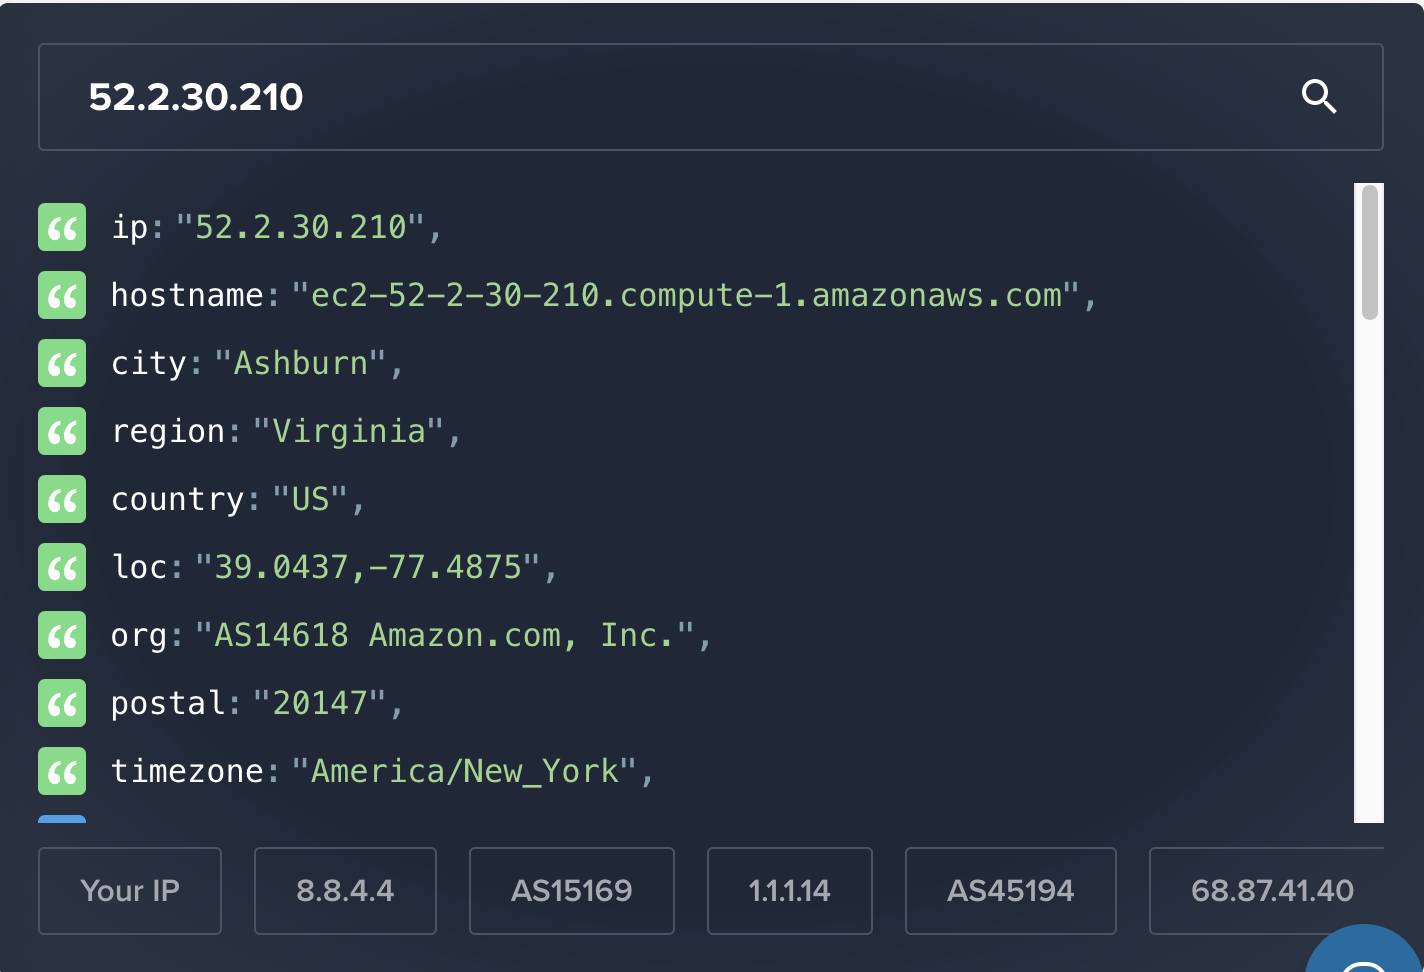 52.2.30.210
ip: "52.2.30.210",
hostname: "ec2-52-2-30-210.compute-1.amazonaws.com",
city: "Ashburn",
region: "Virginia",
country: "US",
loc: "39.0437,-77.4875",
org: "AS14618 Amazon.com, Inc.",
postal: "20147",
timezone: "America/New_York",
Your IP 8.8.4.4 AS15169 1.1.1.14 AS45194 68.87.41.40